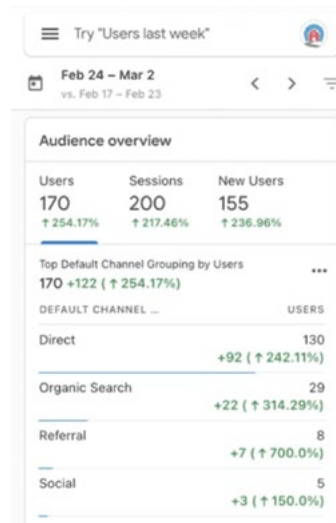 Try "Users last week"
Feb 24 – Mar 2
vs. Feb 17 – Feb 23
Audience overview
Users Sessions New Users
170 200 155
↑ 254.17% ↑ 217.46% ↑ 236.96%
Top Default Channel Grouping by Users
170 +122 ( ↑ 254.17%)
DEFAULT CHANNEL ... USERS
Direct 130
+92 ( ↑ 242.11%)
Organic Search 29
+22 ( ↑ 314.29%)
Referral 8
+7 ( ↑ 700.0%)
Social 5
+3 ( ↑ 150.0%)